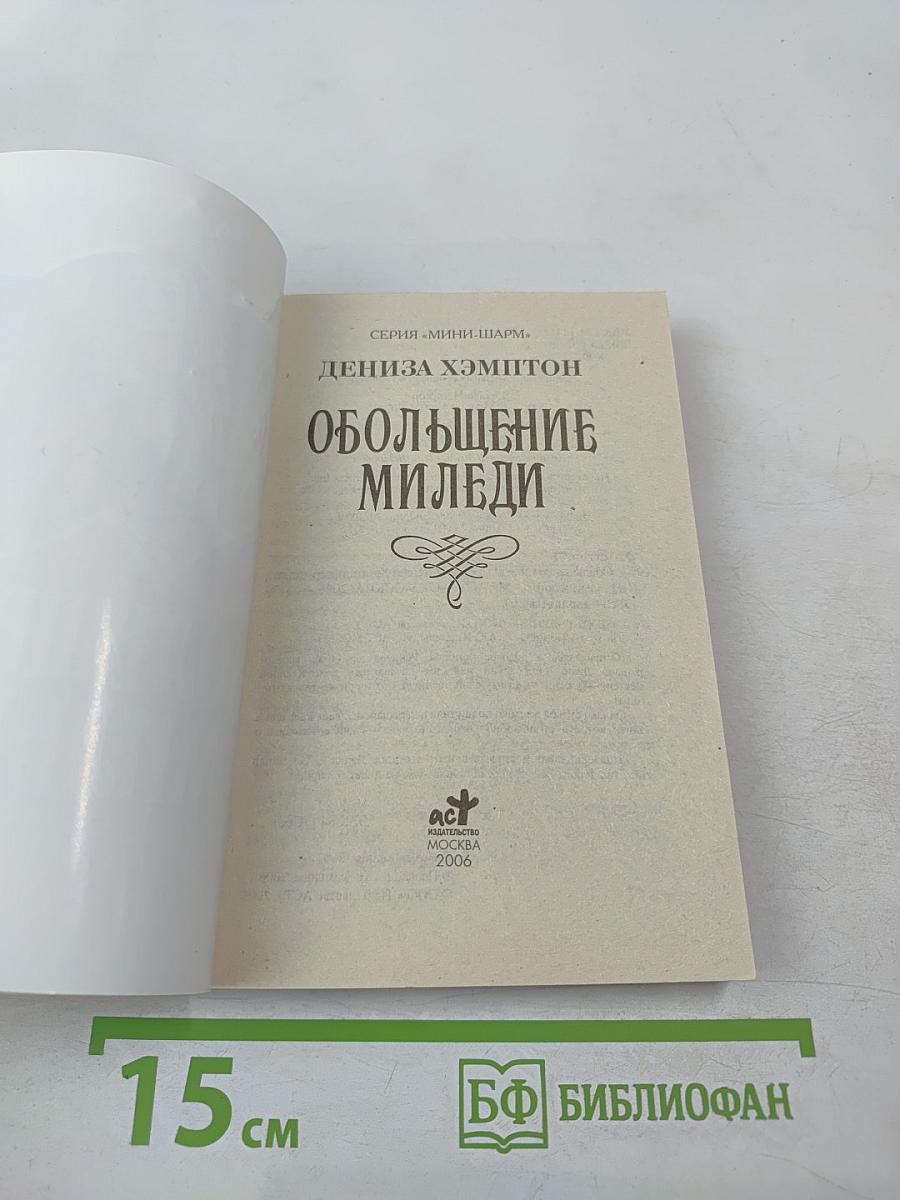 СЕРИЯ «МИНИ-ШАРМ»
ДЕНИЗА ХЭМПТОН
ОБОЛЬЩЕНИЕ
МИЛЕДИ
аст
ИЗДАТЕЛЬСТВО
МОСКВА
2006
15 см
БФ БИБЛИОФАН